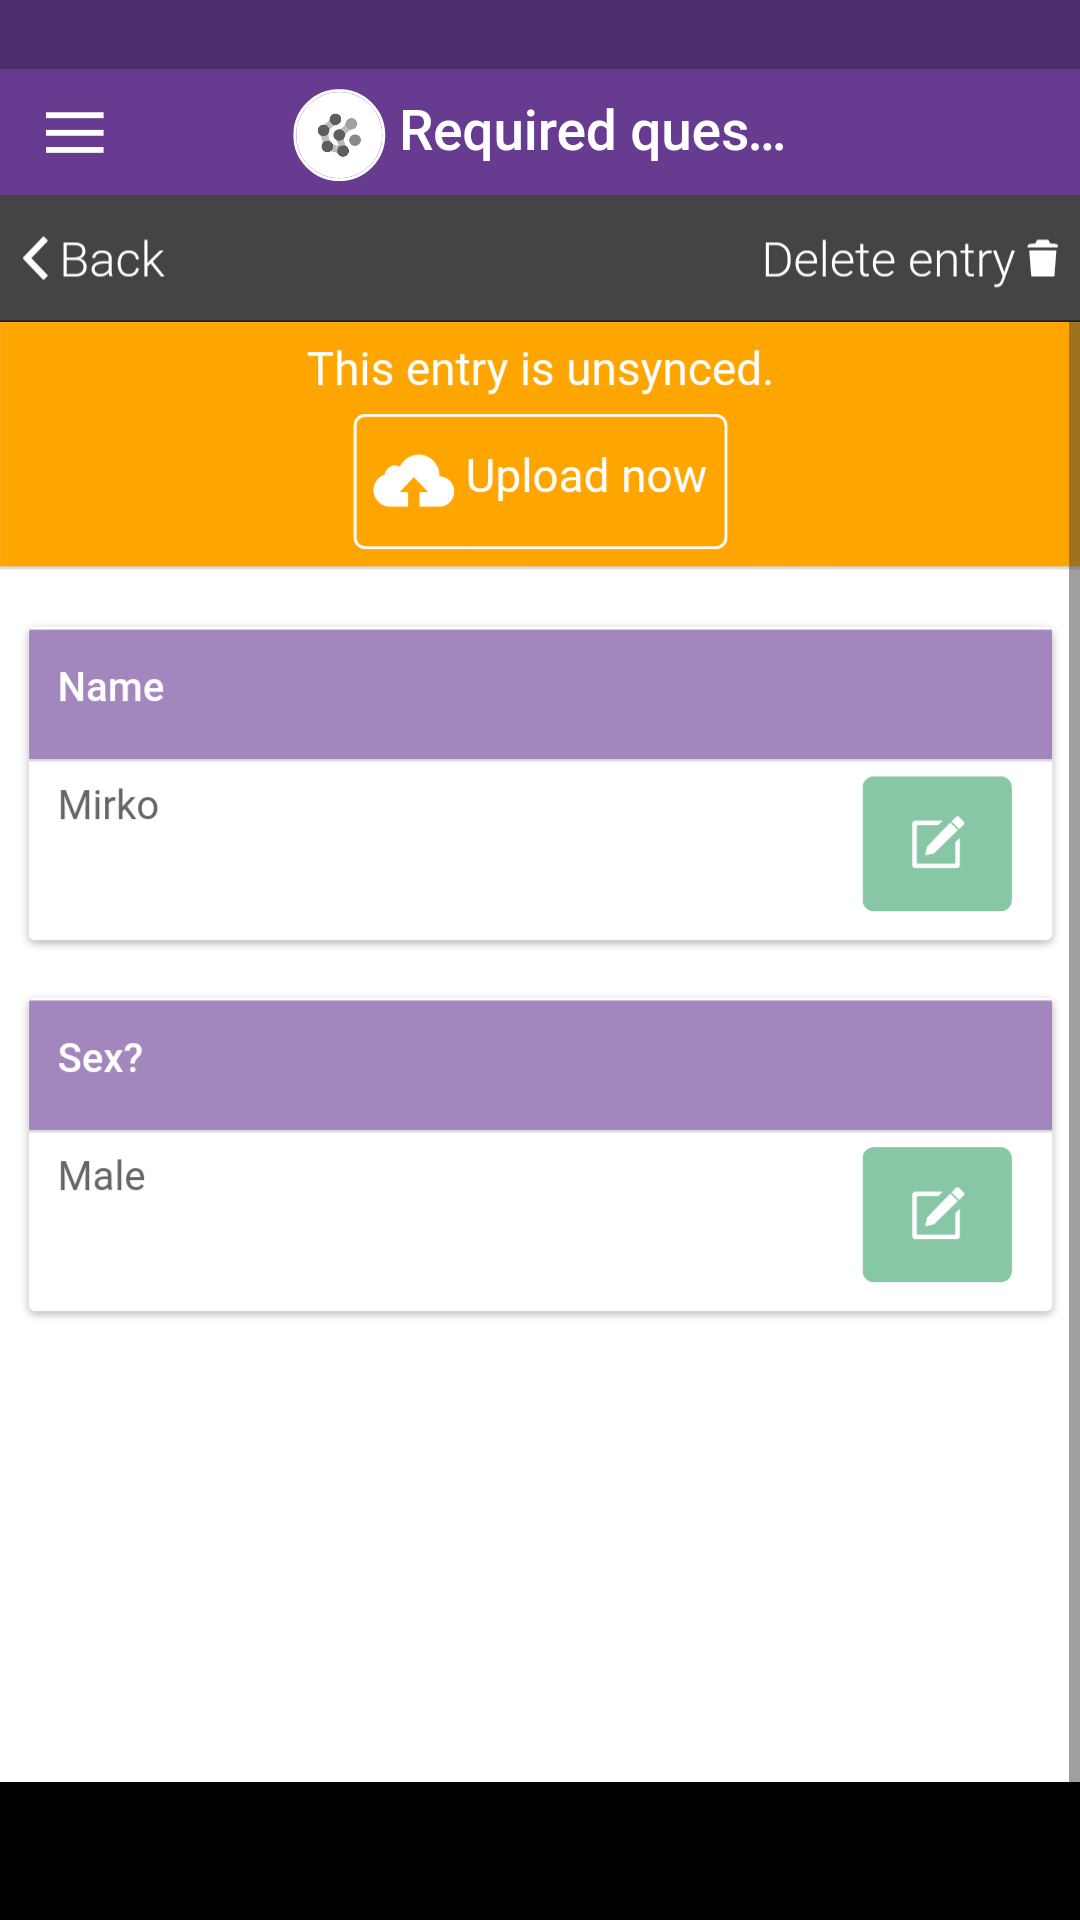 Required ques...
Back
Delete entry
This entry is unsynced.
Upload now
Name
Mirko
Sex?
Male